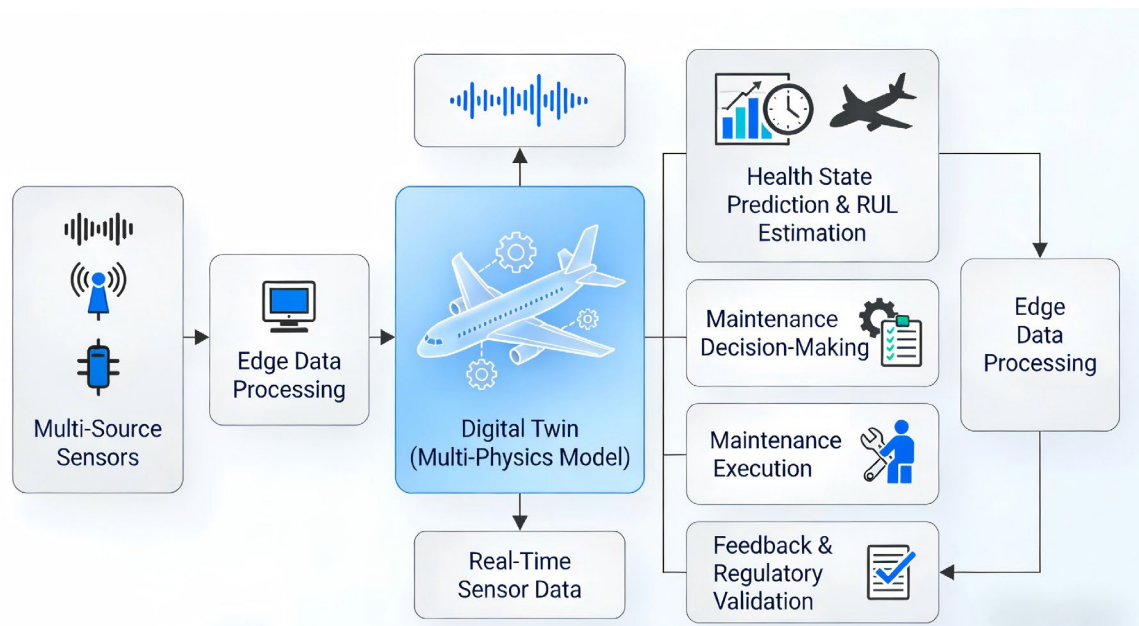 Multi-Source
Sensors
Edge Data
Processing
Digital Twin
(Multi-Physics Model)
Real-Time
Sensor Data
Health State
Prediction & RUL
Estimation
Maintenance
Decision-Making
Maintenance
Execution
Feedback &
Regulatory
Validation
Edge
Data
Processing